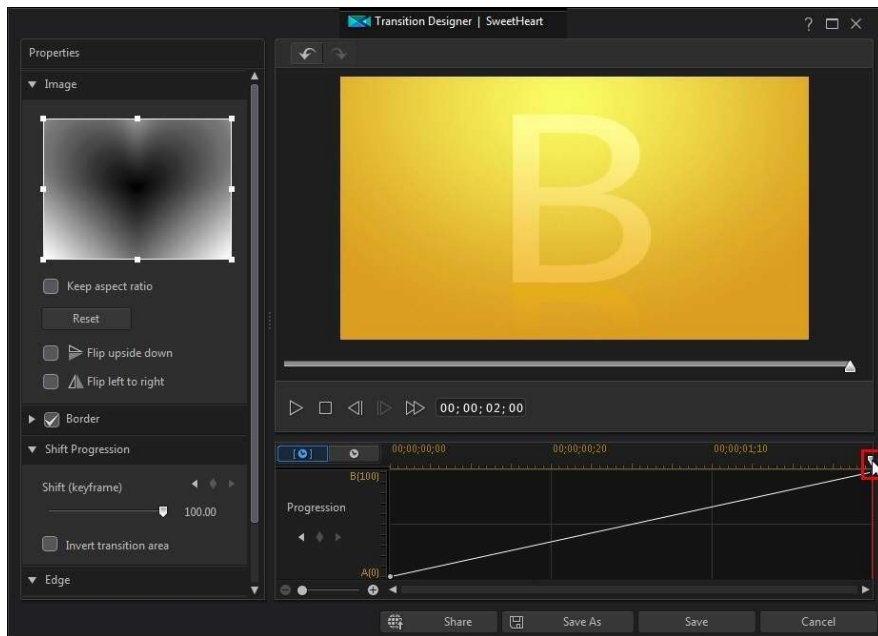 Transition Designer | SweetHeart
?
Properties
Image
Keep aspect ratio
Reset
Flip upside down
Flip left to right
Border
Shift Progression
Shift (keyframe)
100.00
Invert transition area
Edge
B
00;00;02;00
00;00;00;00 00;00;00;20 00;00;01;10
B(100)
Progression
A(0)
Share Save As Save Cancel